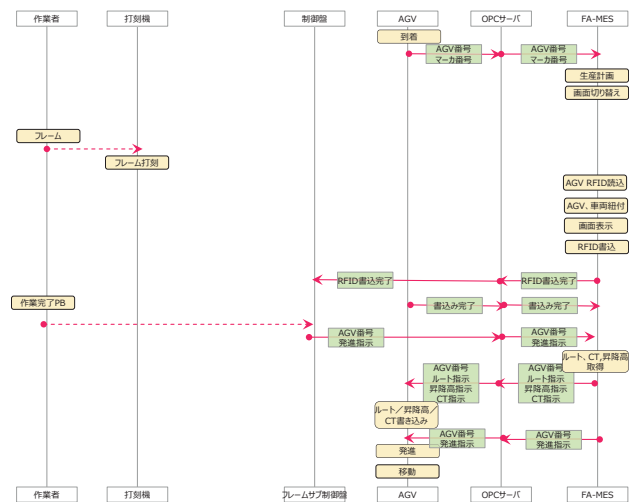 作業者
打刻機
制御盤
AGV
OPCサーバ
FA-MES
到着
AGV番号
マーカ番号
AGV番号
マーカ番号
生産計画
画面切り替え
フレーム
フレーム打刻
AGV RFID読込
AGV、車両紐付
画面表示
RFID書込
RFID書込完了
RFID書込完了
作業完了PB
書込み完了
書込み完了
AGV番号
発進指示
AGV番号
発進指示
ルート、CT,昇降高
取得
AGV番号
ルート指示
昇降高指示
CT指示
AGV番号
ルート指示
昇降高指示
CT指示
ルート／昇降高／
CT書き込み
AGV番号
発進指示
AGV番号
発進指示
発進
移動
作業者
打刻機
フレームサブ制御盤
AGV
OPCサーバ
FA-MES